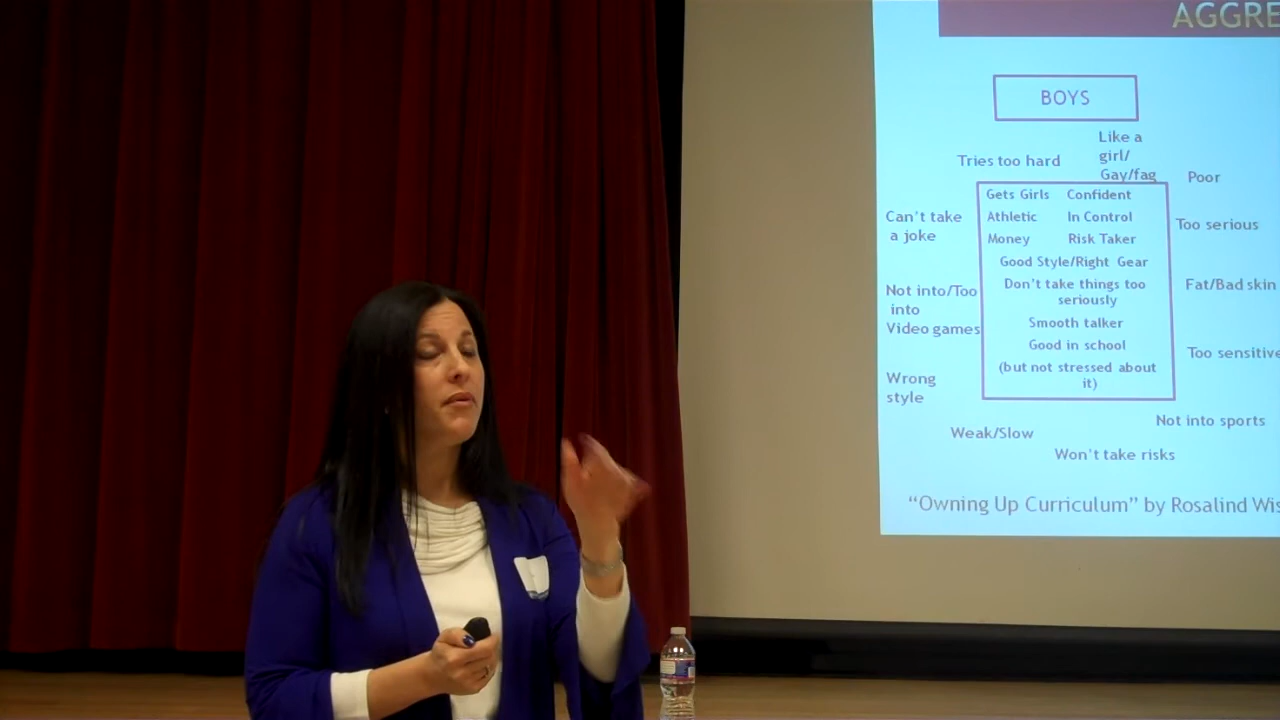 AGGRE
BOYS
Like a
girl/
Gay/fag
Tries too hard
Poor
Gets Girls Confident
Athletic In Control
Money Risk Taker
Good Style/Right Gear
Don't take things too
seriously
Smooth talker
Good in school
(but not stressed about
it)
Can't take
a joke
Too serious
Not into/Too
into
Video games
Fat/Bad skin
Too sensitive
Wrong
style
Not into sports
Weak/Slow
Won't take risks
"Owning Up Curriculum" by Rosalind Wis